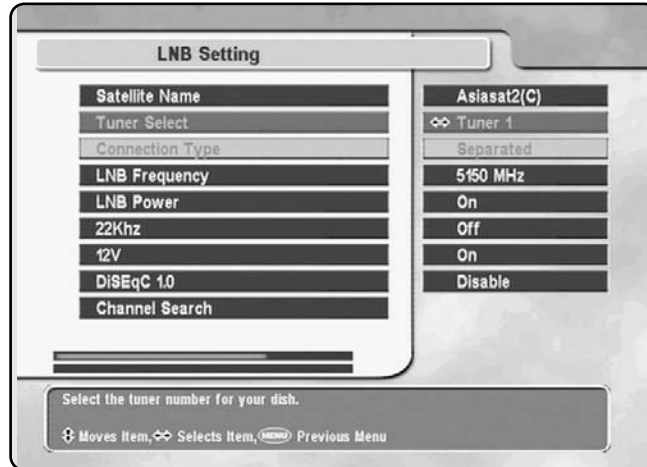 LNB Setting
Satellite Name Asiasat2(C)
Tuner Select Tuner 1
Connection Type Separated
LNB Frequency 5150 MHz
LNB Power On
22Khz Off
12V On
DiSEqC 1.0 Disable
Channel Search
Select the tuner number for your dish.
Moves Item, Selects Item, MENU Previous Menu